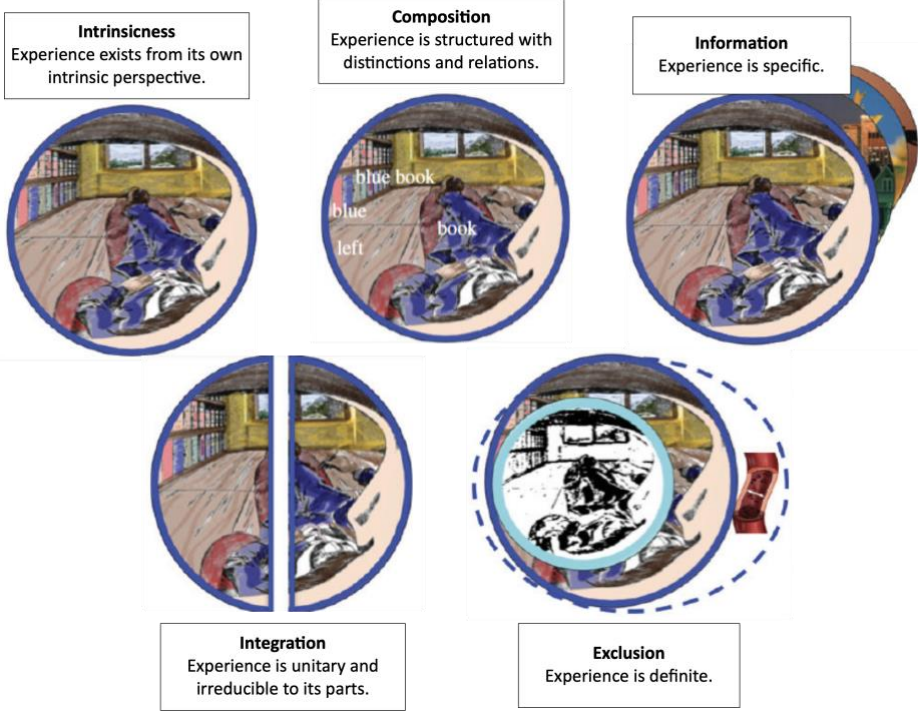 Intrinsicness
Experience exists from its own
intrinsic perspective.
Composition
Experience is structured with
distinctions and relations.
Information
Experience is specific.
blue book
blue
book
left
Integration
Experience is unitary and
irreducible to its parts.
Exclusion
Experience is definite.